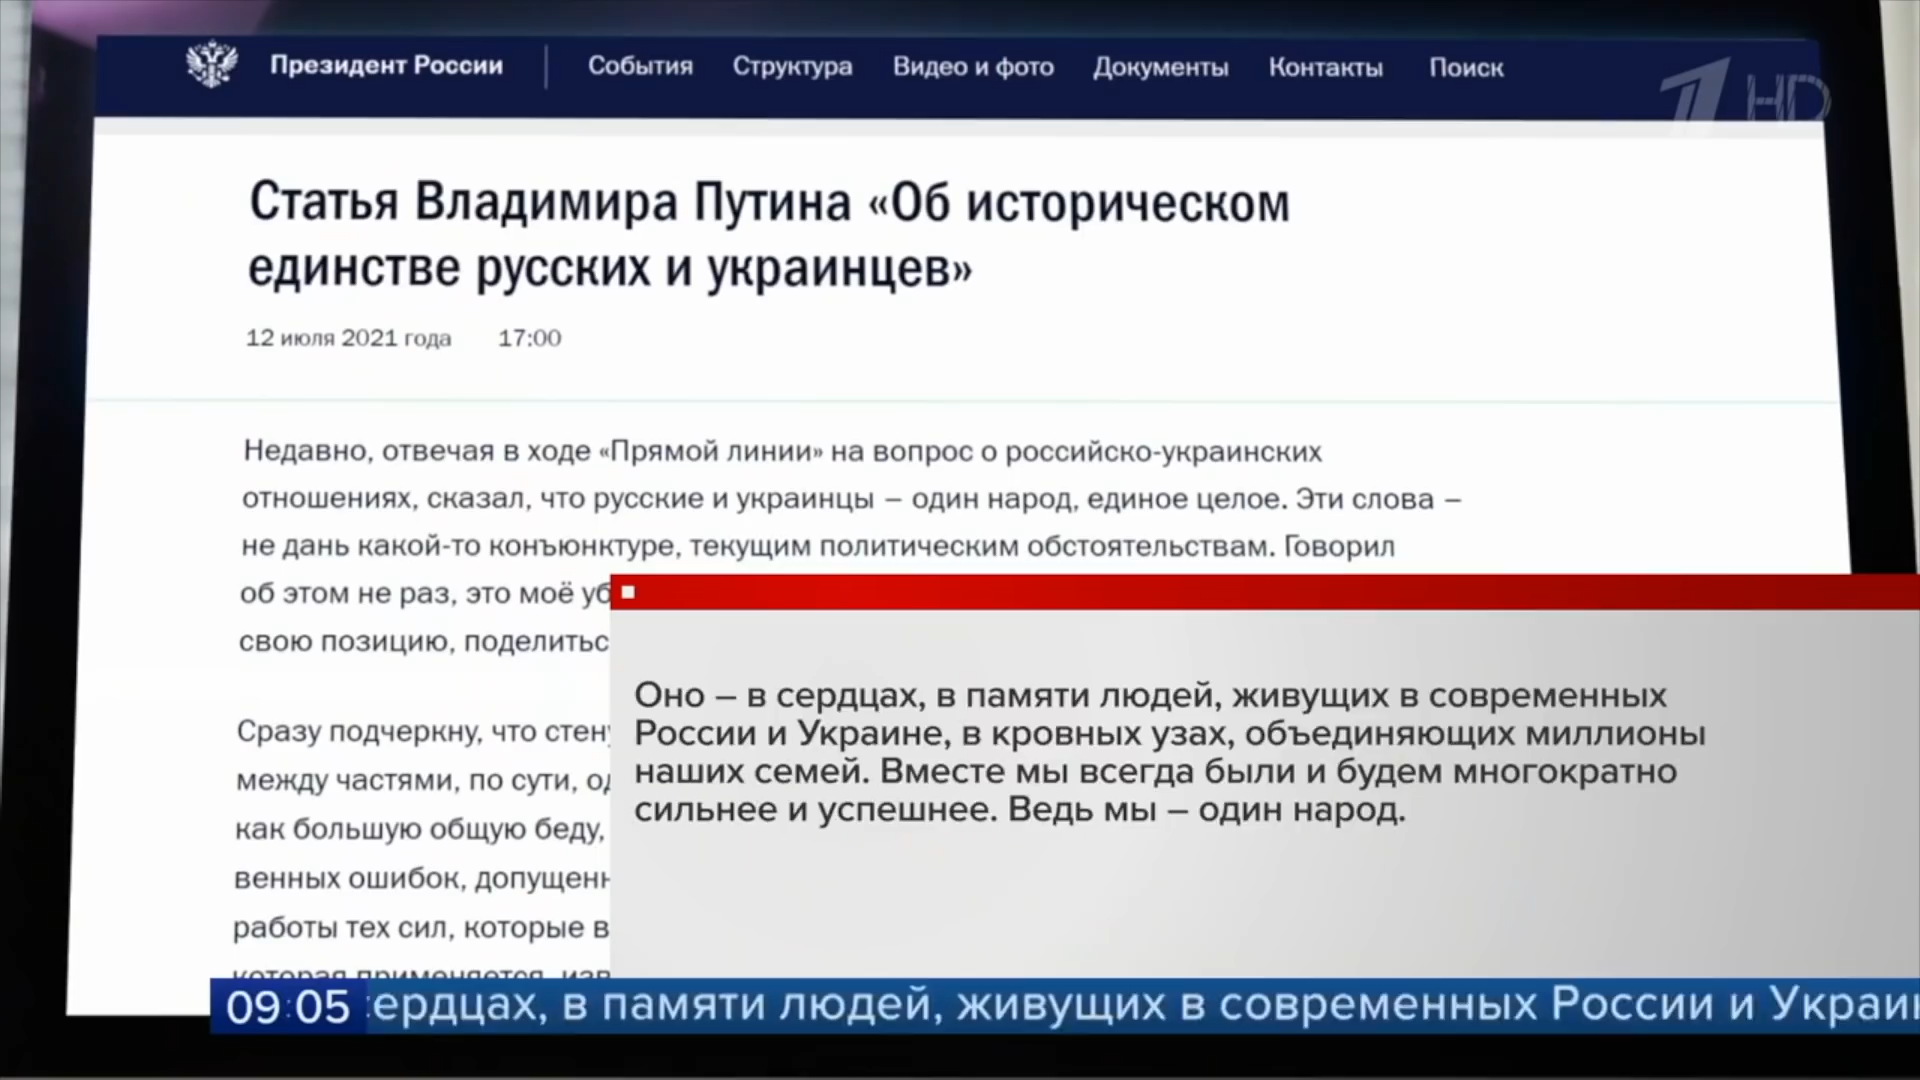 Президент России
События
Структура
Видео и фото
Документы
Контакты
Поиск
HD
Статья Владимира Путина «Об историческом
единстве русских и украинцев»
12 июля 2021 года
17:00
Недавно, отвечая в ходе «Прямой линии» на вопрос о российско-украинских
отношениях, сказал, что русские и украинцы – один народ, единое целое. Эти слова –
не дань какой-то конъюнктуре, текущим политическим обстоятельствам. Говорил
об этом не раз, это моё
свою позицию,
Сразу подчеркну, что
между частями, по сути,
как большую общую беду,
венных ошибок,
работы тех сил, которые
которая применяется,
Оно – в сердцах, в памяти людей, живущих в современных
России и Украине, в кровных узах, объединяющих миллионы
наших семей. Вместе мы всегда были и будем многократно
сильнее и успешнее. Ведь мы – один народ.
09:05
ердцах, в памяти людей, живущих в современных России и Украин